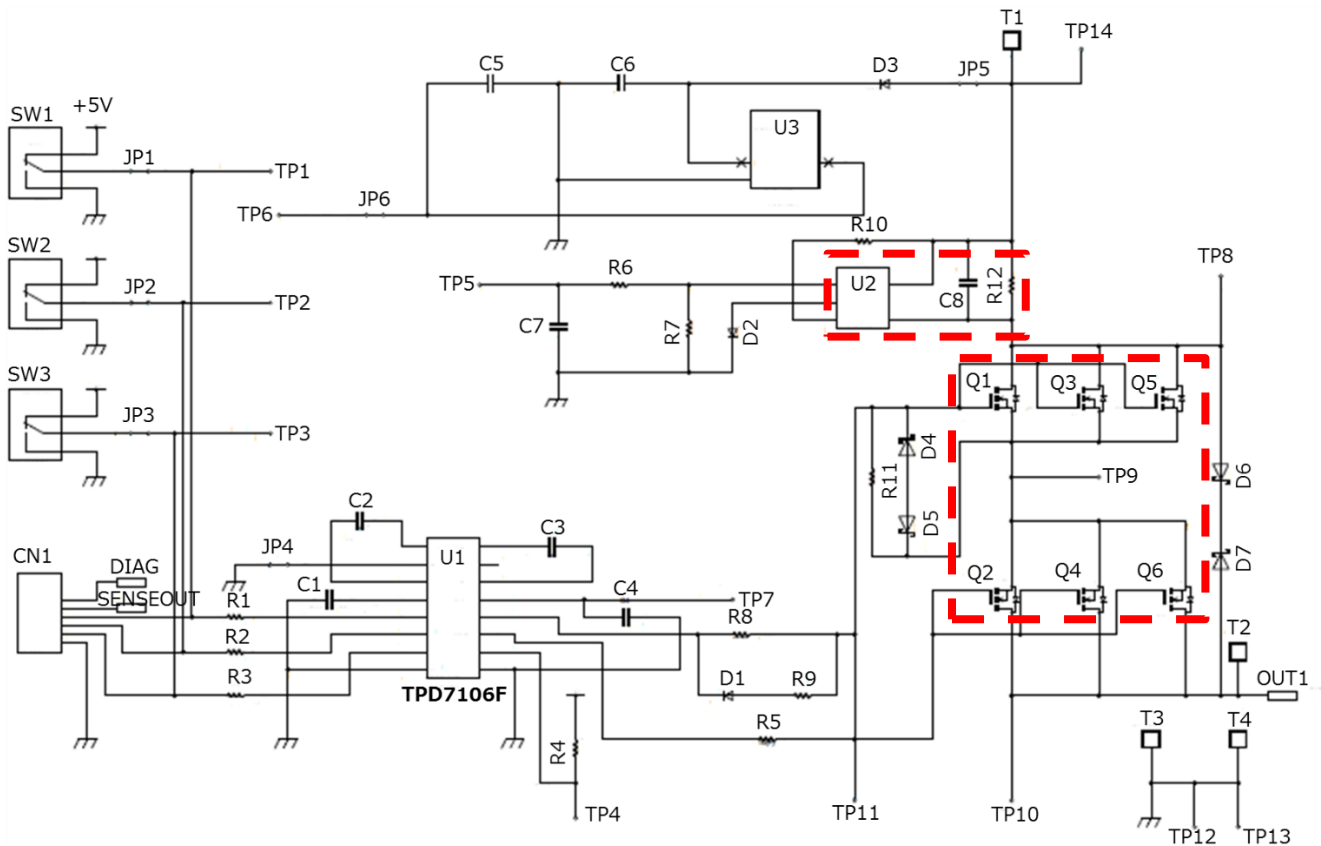 T1
TP14
C5
C6
D3
JP5
+5V
SW1
U3
JP1
TP1
JP6
TP6
R10
SW2
TP8
JP2
TP2
TP5
R6
U2
C8
R12
C7
R7
D2
SW3
Q1
Q3
Q5
JP3
TP3
D4
R11
TP9
D6
C2
D5
C3
JP4
U1
CN1
DIAG
D7
C1
C4
Q2
Q4
Q6
SENSEOUT
R1
TP7
R8
R2
T2
R3
D1
R9
OUT1
TPD7106F
R5
T3
T4
R4
TP4
TP11
TP10
TP12
TP13